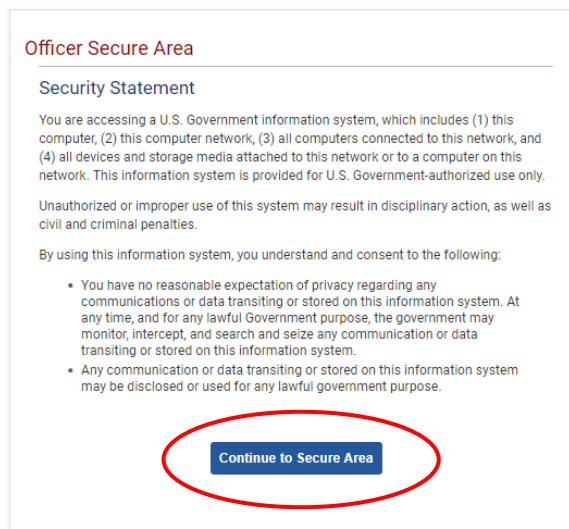 Officer Secure Area
Security Statement
You are accessing a U.S. Government information system, which includes (1) this
computer, (2) this computer network, (3) all computers connected to this network, and
(4) all devices and storage media attached to this network or to a computer on this
network. This information system is provided for U.S. Government-authorized use only.
Unauthorized or improper use of this system may result in disciplinary action, as well as
civil and criminal penalties.
By using this information system, you understand and consent to the following:
• You have no reasonable expectation of privacy regarding any
communications or data transiting or stored on this information system. At
any time, and for any lawful Government purpose, the government may
monitor, intercept, and search and seize any communication or data
transiting or stored on this information system.
• Any communication or data transiting or stored on this information system
may be disclosed or used for any lawful government purpose.
Continue to Secure Area